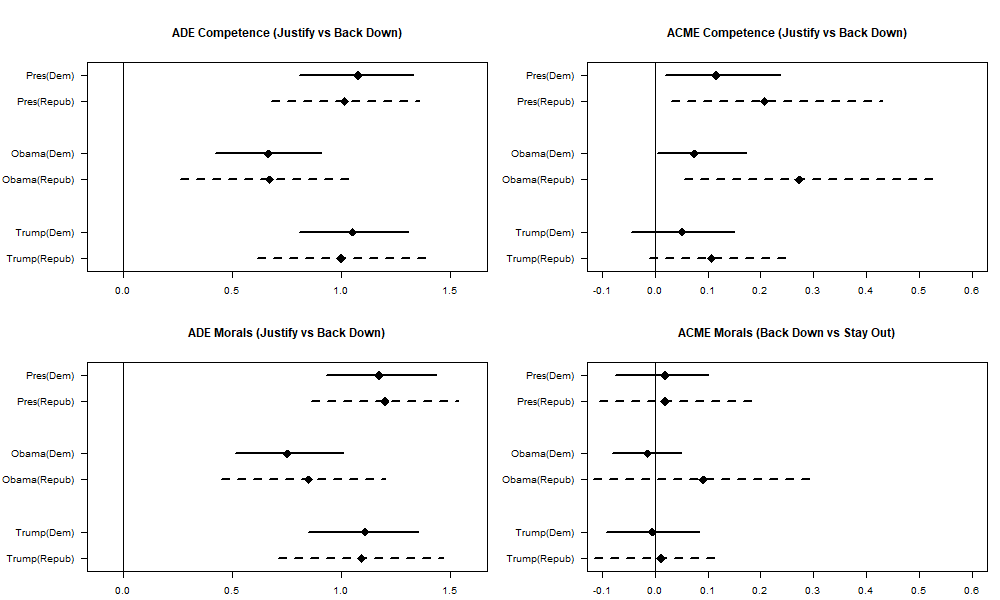 ADE Competence (Justify vs Back Down)
Pres(Dem)
Pres(Repub)
Obama(Dem)
Obama(Repub)
Trump(Dem)
Trump(Repub)
0.0 0.5 1.0 1.5
ACME Competence (Justify vs Back Down)
Pres(Dem)
Pres(Repub)
Obama(Dem)
Obama(Repub)
Trump(Dem)
Trump(Repub)
-0.1 0.0 0.1 0.2 0.3 0.4 0.5 0.6
ADE Morals (Justify vs Back Down)
Pres(Dem)
Pres(Repub)
Obama(Dem)
Obama(Repub)
Trump(Dem)
Trump(Repub)
0.0 0.5 1.0 1.5
ACME Morals (Back Down vs Stay Out)
Pres(Dem)
Pres(Repub)
Obama(Dem)
Obama(Repub)
Trump(Dem)
Trump(Repub)
-0.1 0.0 0.1 0.2 0.3 0.4 0.5 0.6